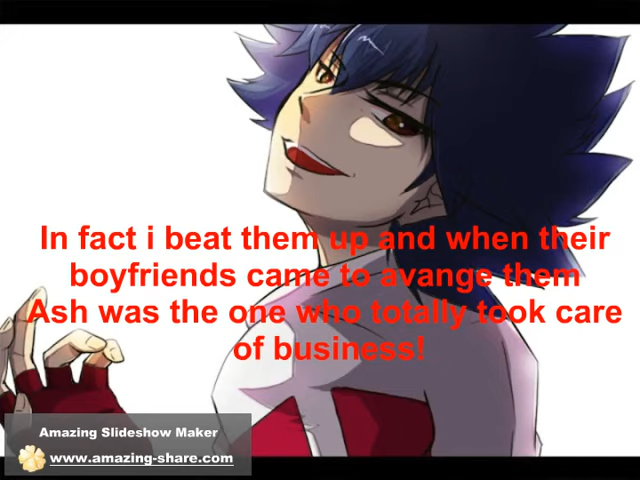 In fact i beat them up and when their
boyfriends came to avange them
Ash was the one who totally took care
of business!
Amazing Slideshow Maker
www.amazing-share.com